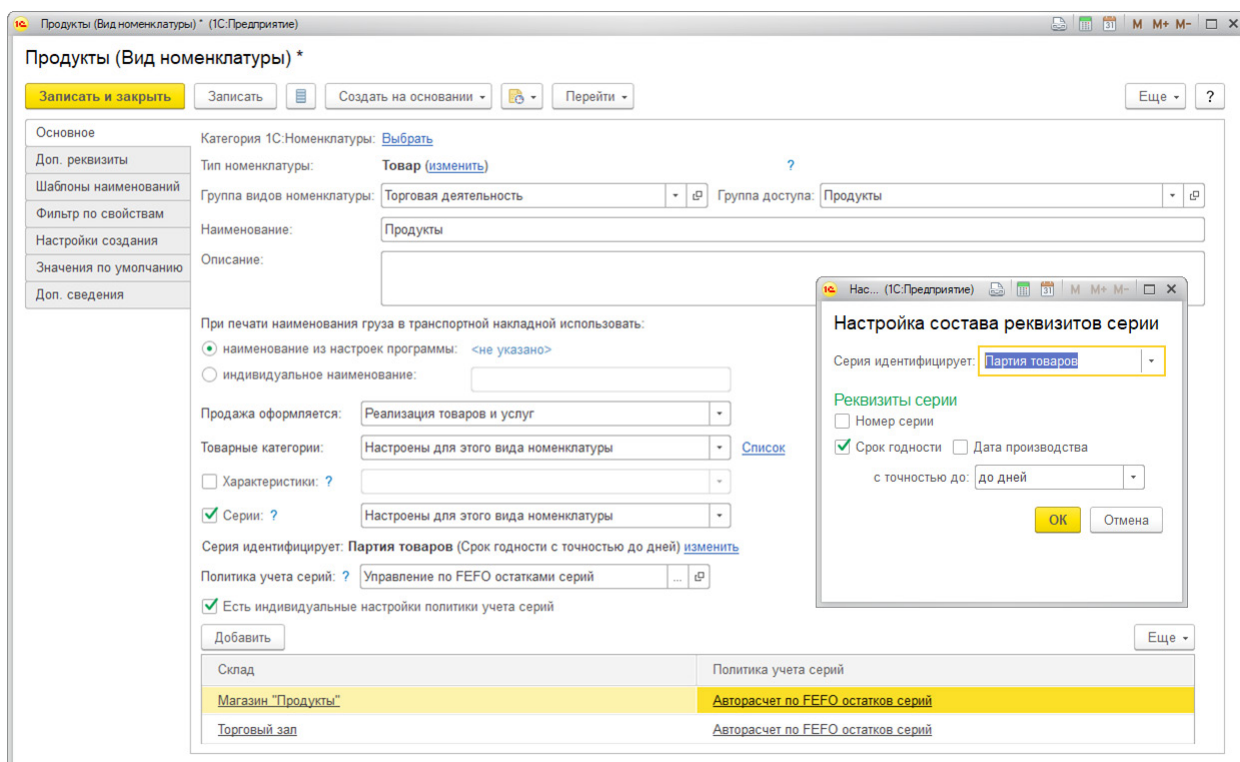 1С Продукты (Вид номенклатуры) * (1С:Предприятие) 31 M M+ M-
Продукты (Вид номенклатуры) *
Записать и закрыть Записать Создать на основании Перейти Еще ?
Основное
Доп. реквизиты
Шаблоны наименований
Фильтр по свойствам
Настройки создания
Значения по умолчанию
Доп. сведения
Категория 1С:Номенклатуры: Выбрать
Тип номенклатуры: Товар (изменить) ?
Группа видов номенклатуры: Торговая деятельность Группа доступа: Продукты
Наименование: Продукты
Описание:
При печати наименования груза в транспортной накладной использовать:
наименование из настроек программы: <не указано>
индивидуальное наименование:
Продажа оформляется: Реализация товаров и услуг
Товарные категории: Настроены для этого вида номенклатуры Список
Характеристики: ?
Серии: ? Настроены для этого вида номенклатуры
Серия идентифицирует: Партия товаров (Срок годности с точностью до дней) изменить
Политика учета серий: ? Управление по FEFO остатками серий ...
Есть индивидуальные настройки политики учета серий
Добавить Еще
Склад Политика учета серий
Магазин "Продукты" Авторасчет по FEFO остатков серий
Торговый зал Авторасчет по FEFO остатков серий
1С Нас... (1С:Предприятие) 31 M M+ M-
Настройка состава реквизитов серии
Серия идентифицирует: Партия товаров
Реквизиты серии
Номер серии
Срок годности Дата производства
с точностью до: до дней
ОК Отмена